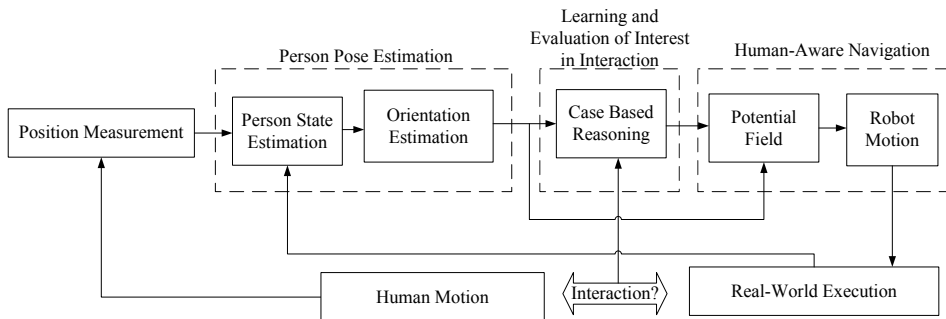 Learning and
Evaluation of Interest
in Interaction
Person Pose Estimation
Human-Aware Navigation
Position Measurement
Person State
Estimation
Orientation
Estimation
Case Based
Reasoning
Potential
Field
Robot
Motion
Human Motion
Interaction?
Real-World Execution